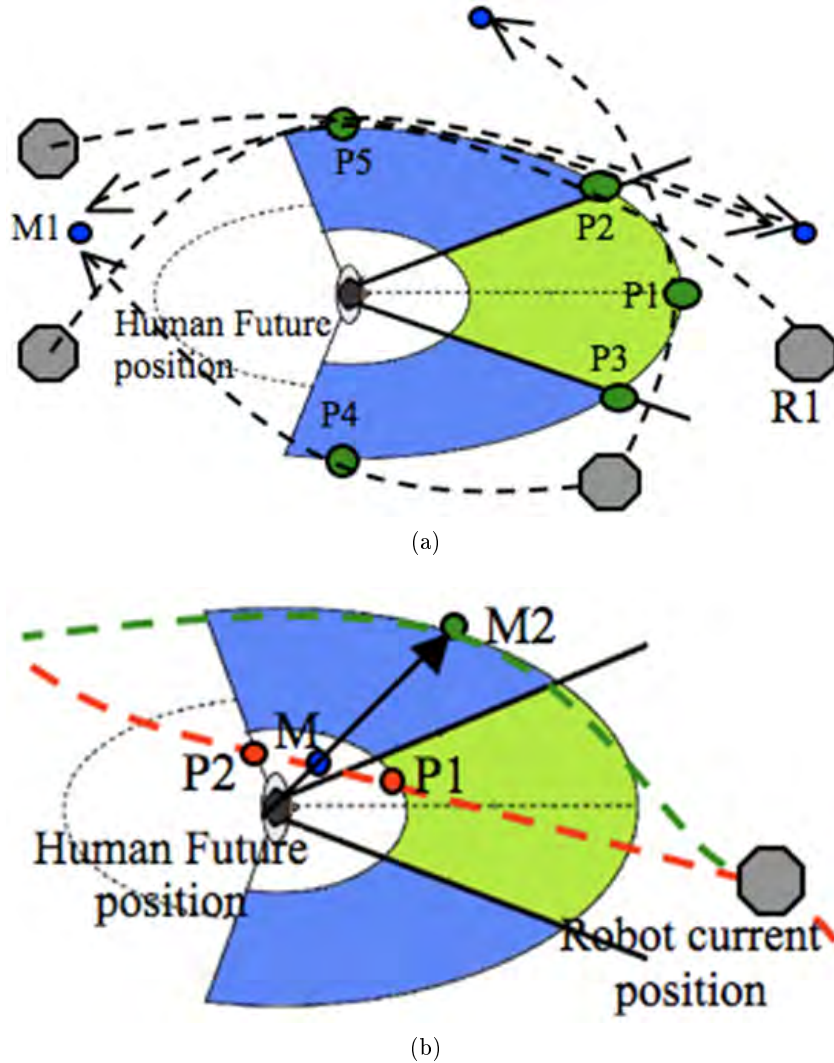 P5
P2
M1
P1
Human Future
position
P3
R1
P4
(a)
M2
M
P2
P1
Human Future
position
Robot current
position
(b)